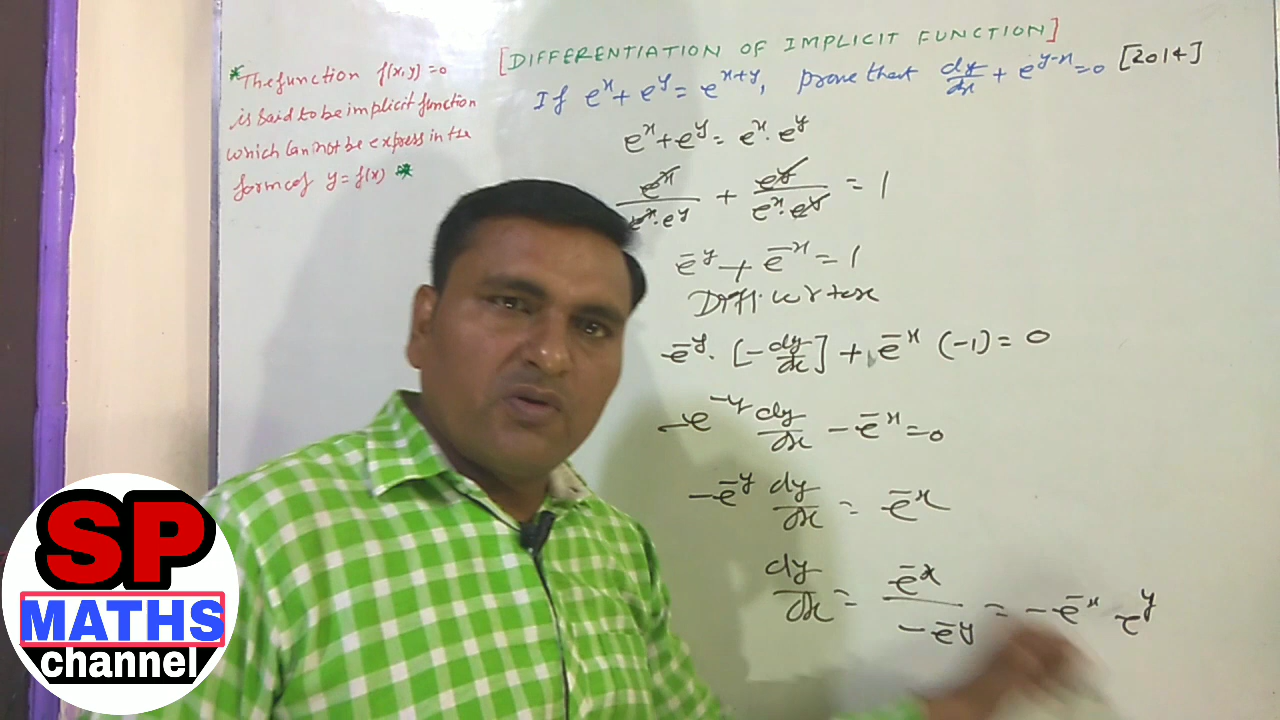 [DIFFERENTIATION OF IMPLICIT FUNCTION]
* The function f(x,y)=0
is said to be implicit function
which can not be express in the
form of y = f(x) *
If e^x + e^y = e^{x+y}, prove that dy/dx + e^{y-x} = 0 [2014]
e^x + e^y = e^x · e^y
e^x/(e^x · e^y) + e^y/(e^x · e^y) = 1
e^{-y} + e^{-x} = 1
Diff. w r to x
e^{-y} · [-dy/dx] + e^{-x} (-1) = 0
-e^{-y} dy/dx - e^{-x} = 0
-e^{-y} dy/dx = e^{-x}
dy/dx = e^{-x}/-e^{-y} = -e^{-x} e^y
SP
MATHS
channel